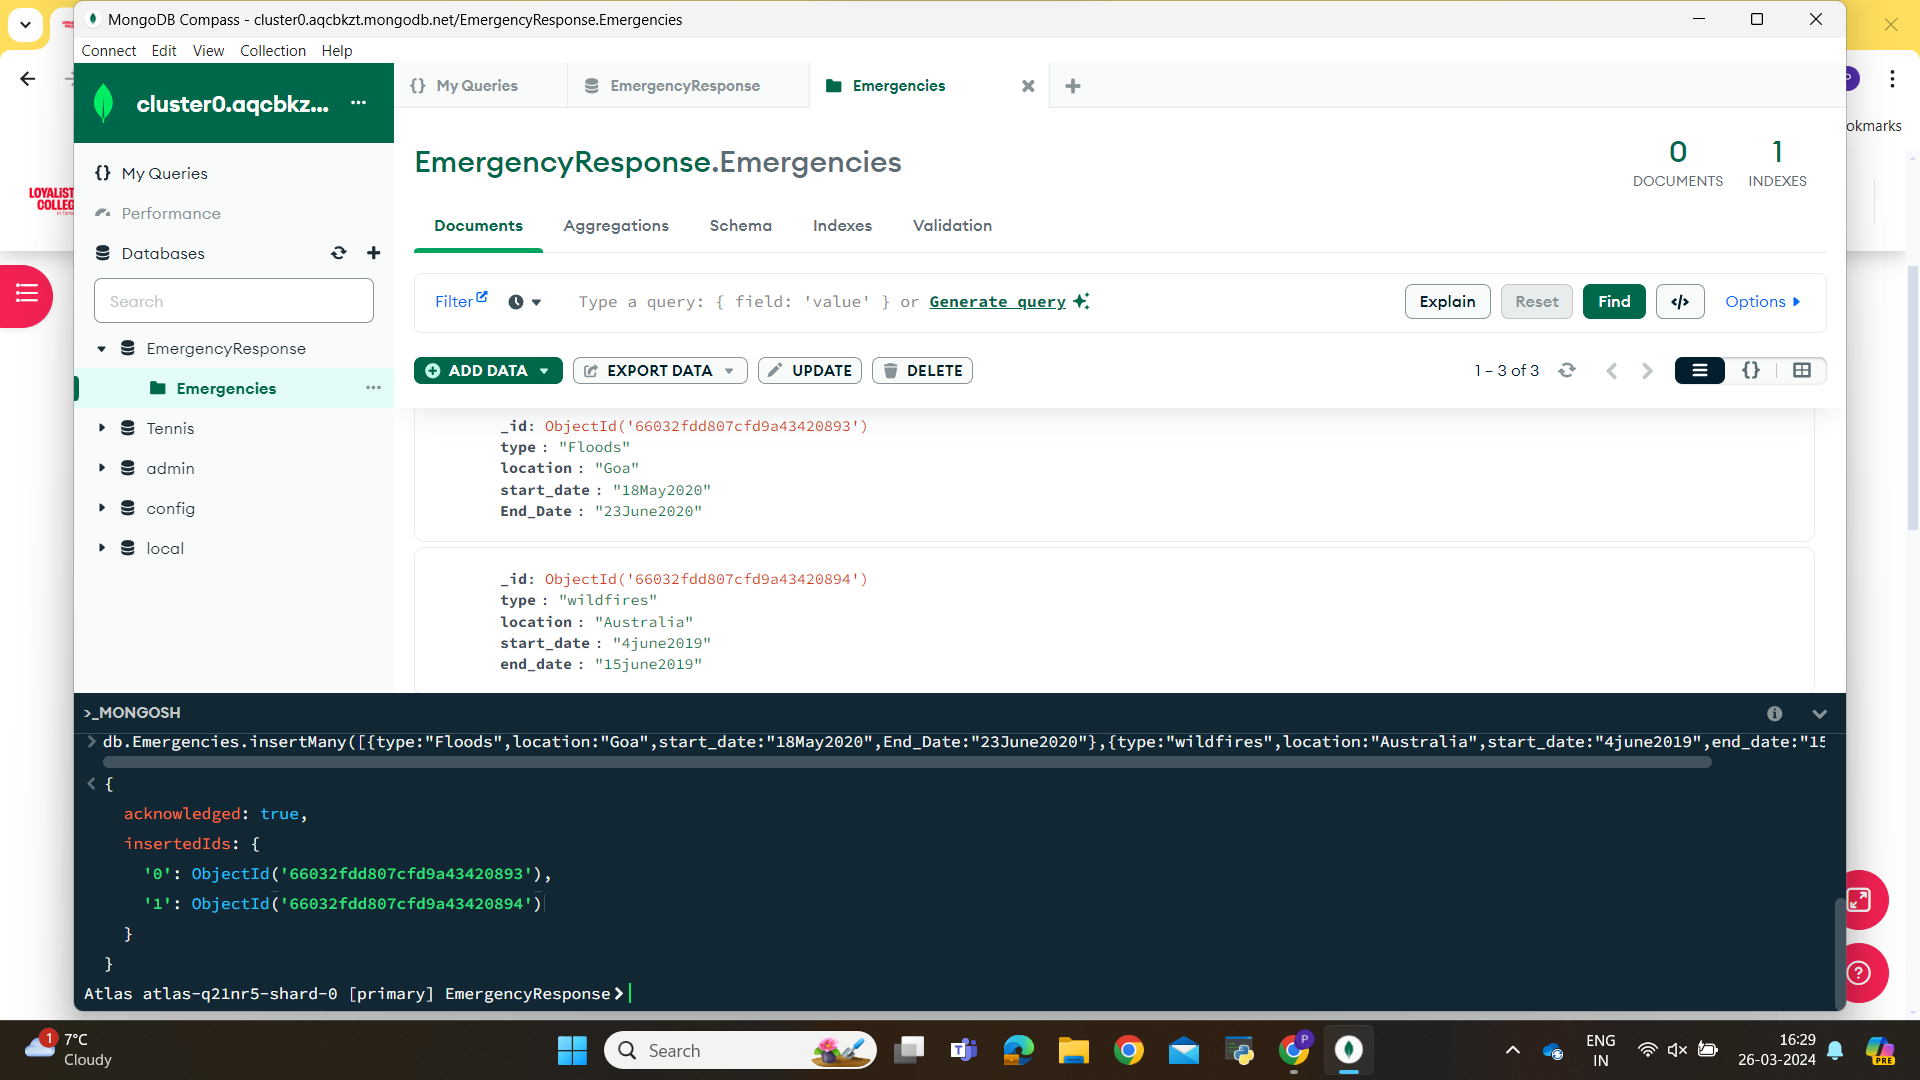 MongoDB Compass - cluster0.aqcbkzt.mongodb.net/EmergencyResponse.Emergencies
Connect Edit View Collection Help
cluster0.aqcbkz... ...
{} My Queries
EmergencyResponse
Emergencies
okmarks
LOYALIST
COLLEG
My Queries
Performance
Databases
Search
EmergencyResponse
Emergencies
Tennis
admin
config
local
EmergencyResponse.Emergencies
0
DOCUMENTS
1
INDEXES
Documents Aggregations Schema Indexes Validation
Filter
Type a query: { field: 'value' } or Generate query
Explain Reset Find </> Options
ADD DATA EXPORT DATA UPDATE DELETE
1 – 3 of 3
{}
_id: ObjectId('66032fdd807cfd9a43420893')
type : "Floods"
location : "Goa"
start_date : "18May2020"
End_Date : "23June2020"
_id: ObjectId('66032fdd807cfd9a43420894')
type : "wildfires"
location : "Australia"
start_date : "4june2019"
end_date : "15june2019"
>_MONGOSH
> db.Emergencies.insertMany([{type:"Floods",location:"Goa",start_date:"18May2020",End_Date:"23June2020"},{type:"wildfires",location:"Australia",start_date:"4june2019",end_date:"15
< {
acknowledged: true,
insertedIds: {
'0': ObjectId('66032fdd807cfd9a43420893'),
'1': ObjectId('66032fdd807cfd9a43420894')
}
}
Atlas atlas-q21nr5-shard-0 [primary] EmergencyResponse>
1
7°C
Cloudy
Search
P
ENG
IN
16:29
26-03-2024
PRE